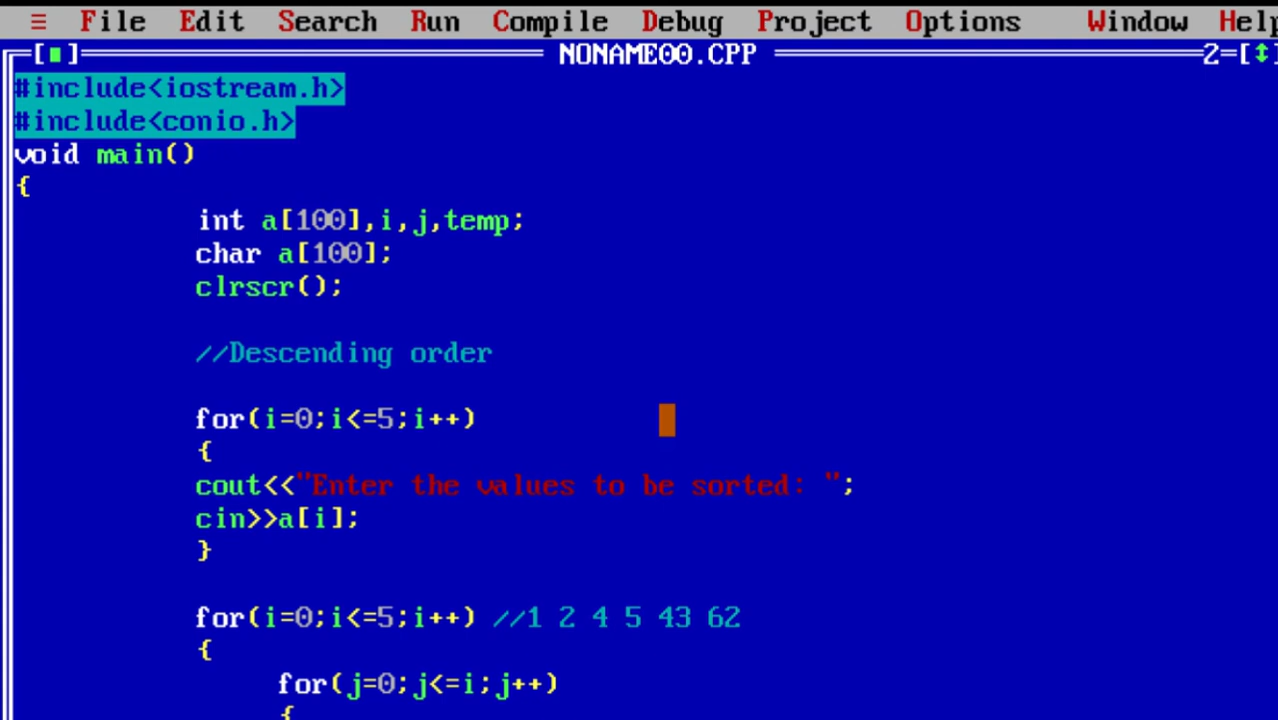 ≡ File Edit Search Run Compile Debug Project Options Window Help
[■] NONAME00.CPP 2=[↕]
#include<iostream.h>
#include<conio.h>
void main()
{
int a[100],i,j,temp;
char a[100];
clrscr();
//Descending order
for(i=0;i<=5;i++)
{
cout<<"Enter the values to be sorted: ";
cin>>a[i];
}
for(i=0;i<=5;i++) //1 2 4 5 43 62
{
for(j=0;j<=i;j++)
{